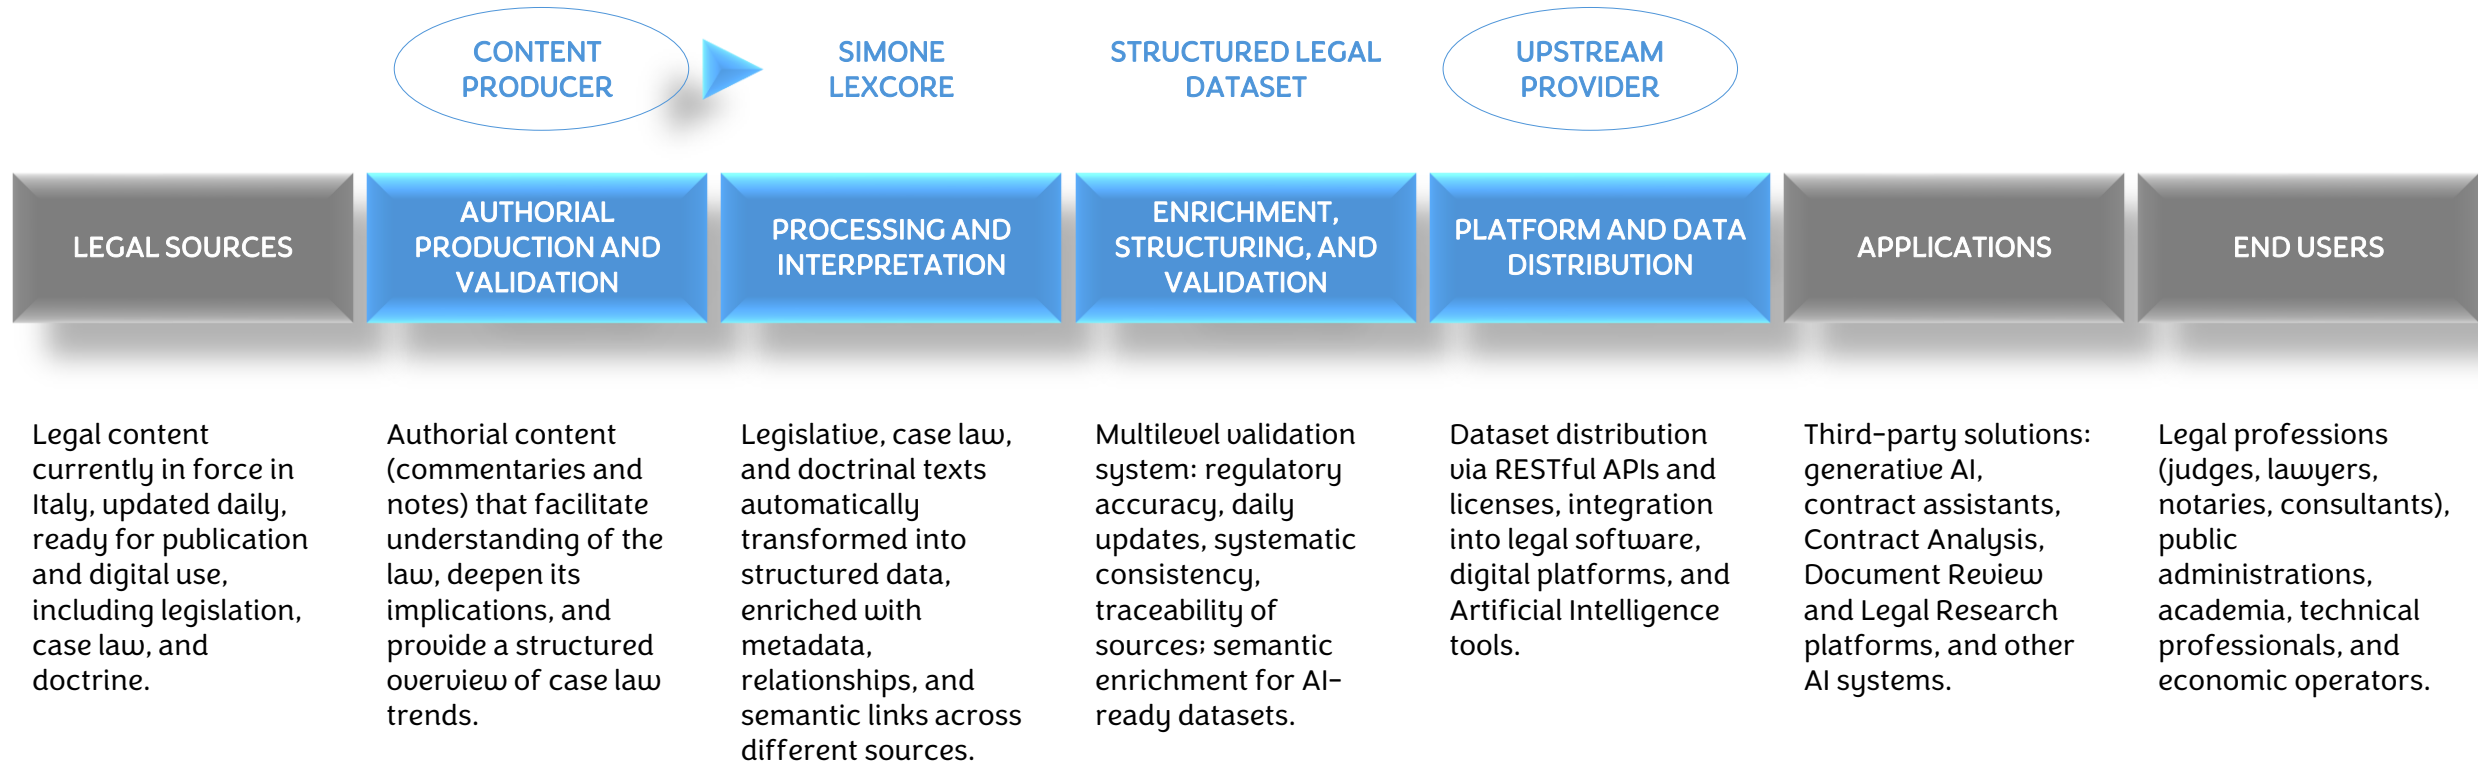 CONTENT
PRODUCER
SIMONE
LEXCORE
STRUCTURED LEGAL
DATASET
UPSTREAM
PROVIDER
LEGAL SOURCES
AUTHORIAL
PRODUCTION AND
VALIDATION
PROCESSING AND
INTERPRETATION
ENRICHMENT,
STRUCTURING, AND
VALIDATION
PLATFORM AND DATA
DISTRIBUTION
APPLICATIONS
END USERS
Legal content
currently in force in
Italy, updated daily,
ready for publication
and digital use,
including legislation,
case law, and
doctrine.
Authorial content
(commentaries and
notes) that facilitate
understanding of the
law, deepen its
implications, and
provide a structured
overview of case law
trends.
Legislative, case law,
and doctrinal texts
automatically
transformed into
structured data,
enriched with
metadata,
relationships, and
semantic links across
different sources.
Multilevel validation
system: regulatory
accuracy, daily
updates, systematic
consistency,
traceability of
sources; semantic
enrichment for AI-
ready datasets.
Dataset distribution
via RESTful APIs and
licenses, integration
into legal software,
digital platforms, and
Artificial Intelligence
tools.
Third-party solutions:
generative AI,
contract assistants,
Contract Analysis,
Document Review
and Legal Research
platforms, and other
AI systems.
Legal professions
(judges, lawyers,
notaries, consultants),
public
administrations,
academia, technical
professionals, and
economic operators.